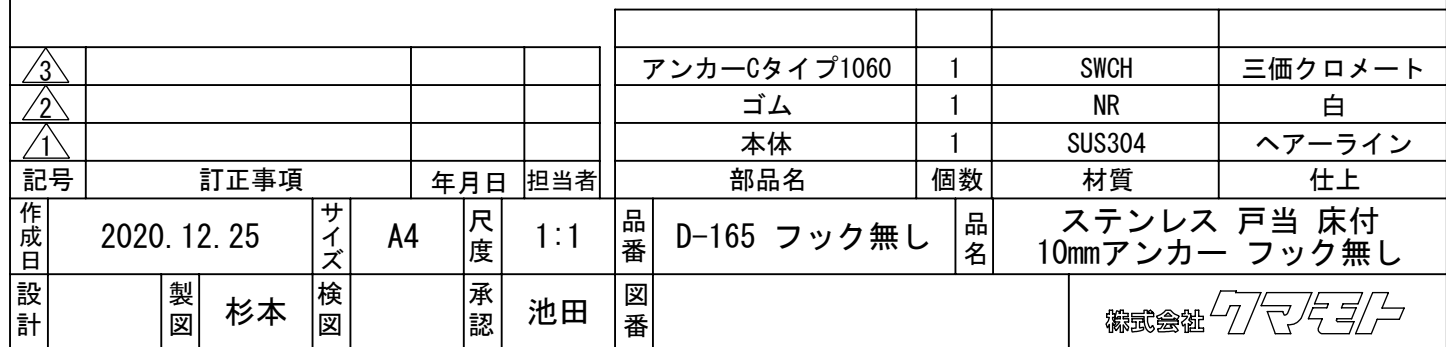 3 アンカーCタイプ1060 1 SWCH 三価クロメート
2 ゴム 1 NR 白
1 本体 1 SUS304 ヘアーライン
記号 訂正事項 年月日 担当者 部品名 個数 材質 仕上
作成日 2020.12.25 サイズ A4 尺度 1:1 品番 D-165 フック無し 品名 ステンレス 戸当 床付
10mmアンカー フック無し
設計 製図 杉本 検図 承認 池田 図番 株式会社クマモト